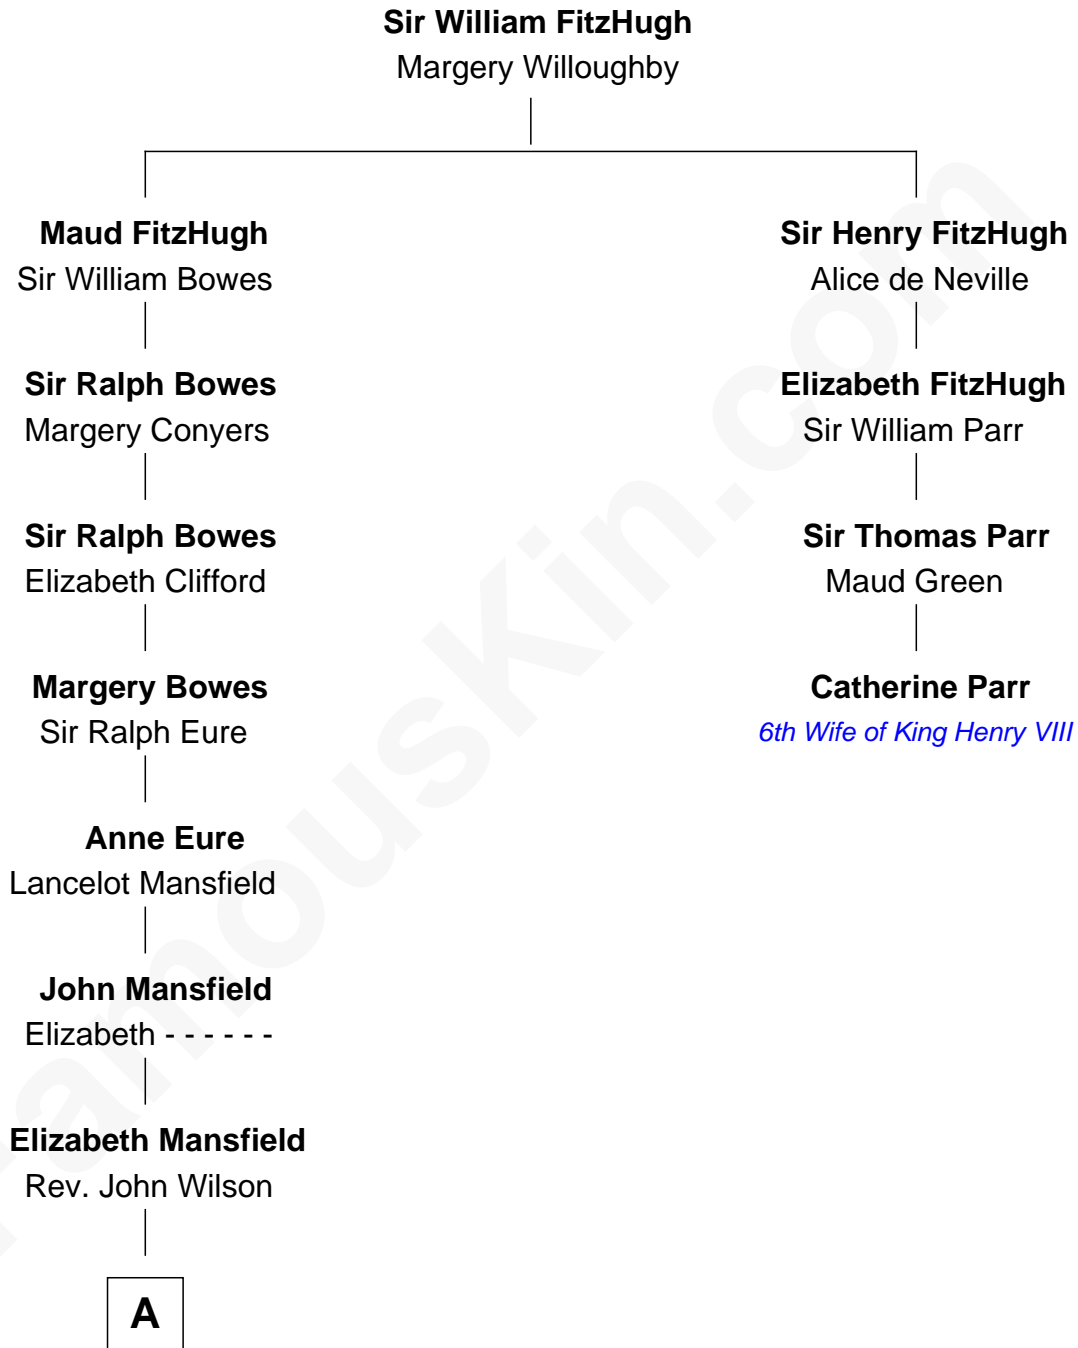 Sir William FitzHugh
Margery Willoughby
Maud FitzHugh
Sir William Bowes
Sir Henry FitzHugh
Alice de Neville
Sir Ralph Bowes
Margery Conyers
Elizabeth FitzHugh
Sir William Parr
Sir Ralph Bowes
Elizabeth Clifford
Sir Thomas Parr
Maud Green
Margery Bowes
Sir Ralph Eure
Catherine Parr
6th Wife of King Henry VIII
Anne Eure
Lancelot Mansfield
John Mansfield
Elizabeth - - - - - -
Elizabeth Mansfield
Rev. John Wilson
A
FamousKin.com